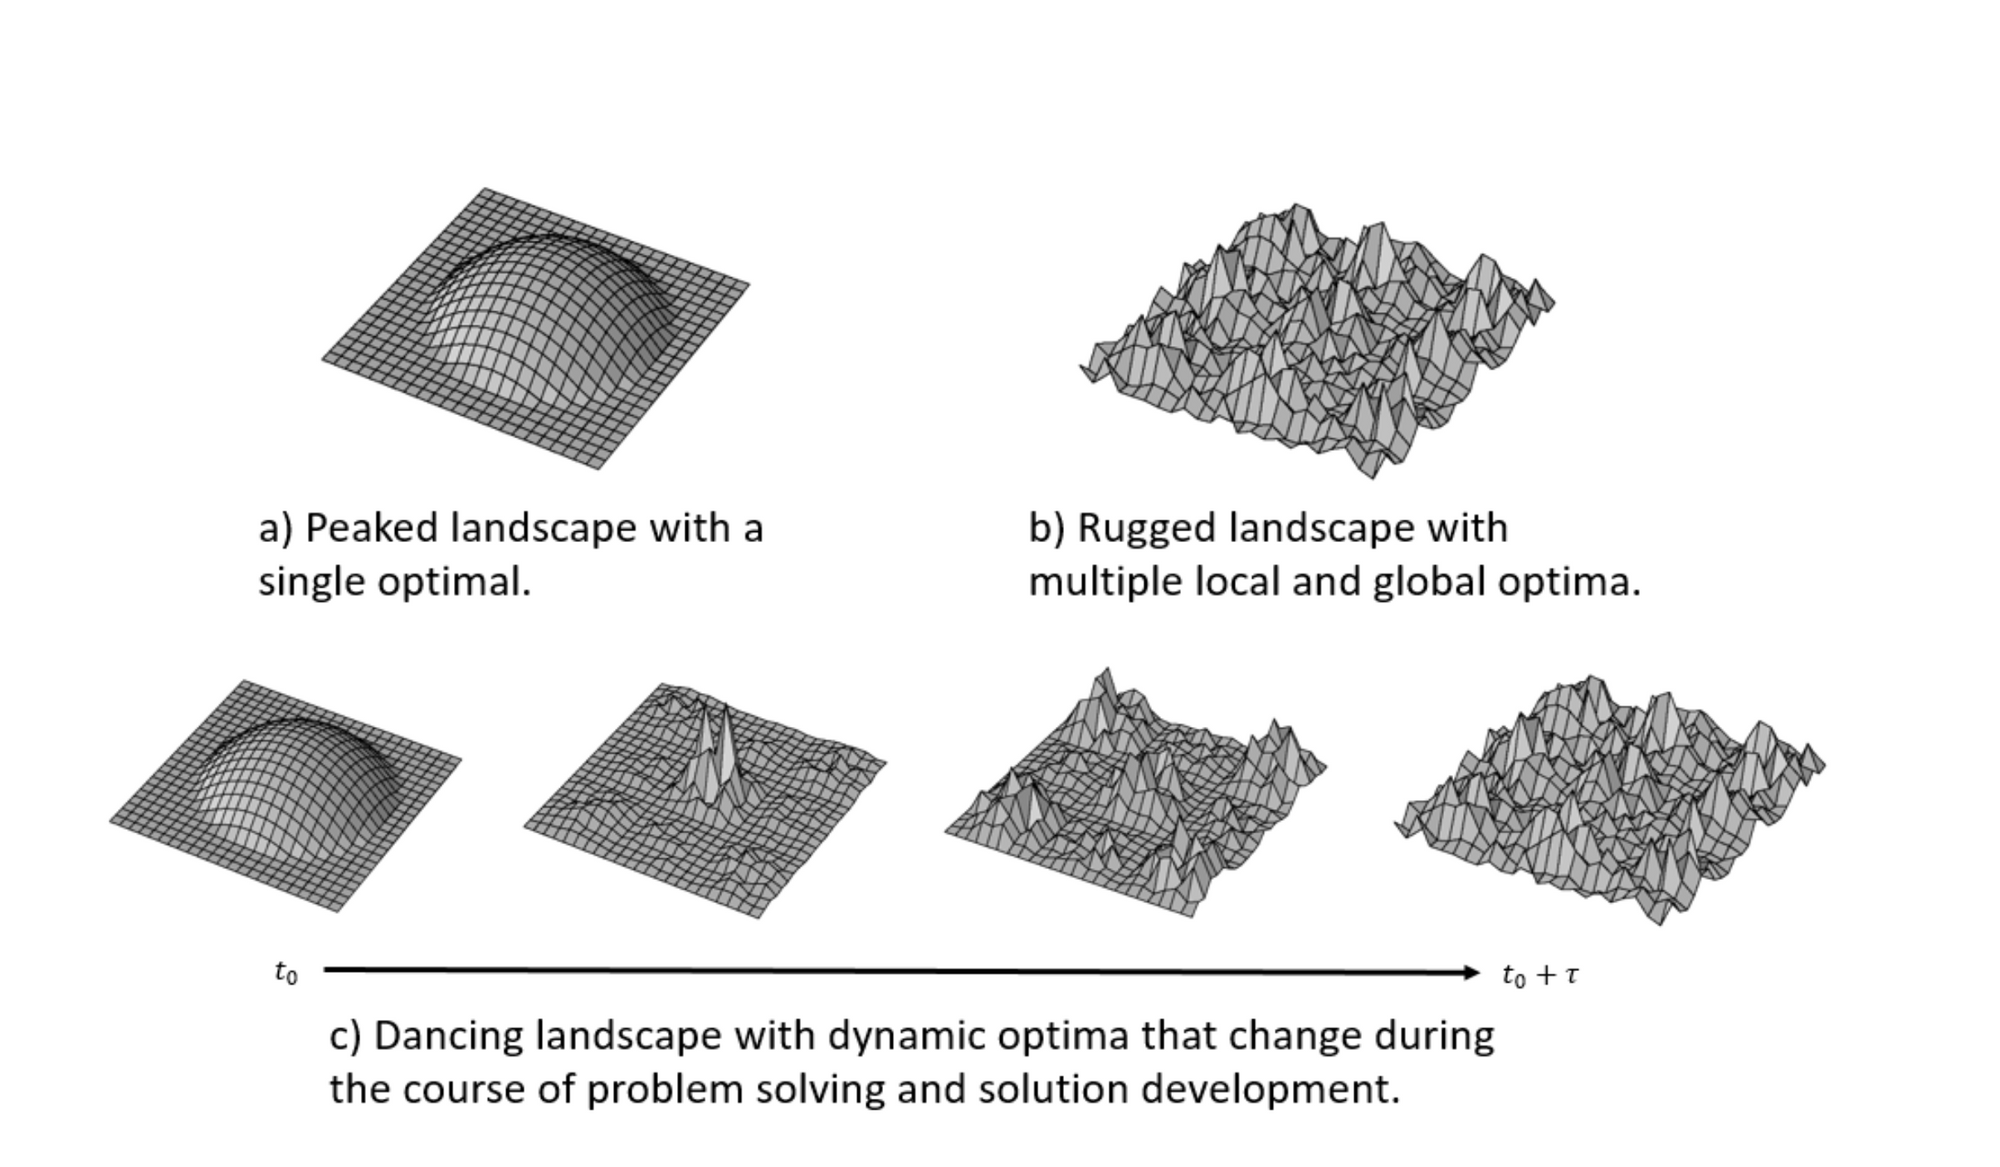 a) Peaked landscape with a
single optimal.
b) Rugged landscape with
multiple local and global optima.
t₀
t₀ + τ
c) Dancing landscape with dynamic optima that change during
the course of problem solving and solution development.